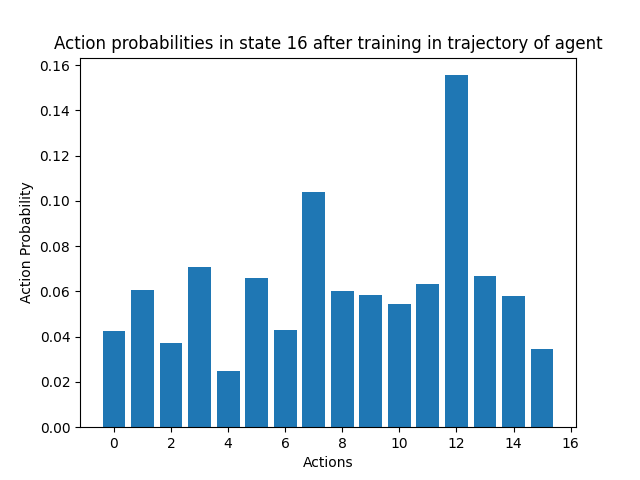 Action probabilities in state 16 after training in trajectory of agent
0.16
0.14
0.12
0.10
0.08
0.06
0.04
0.02
0.00
Action Probability
0 2 4 6 8 10 12 14 16
Actions